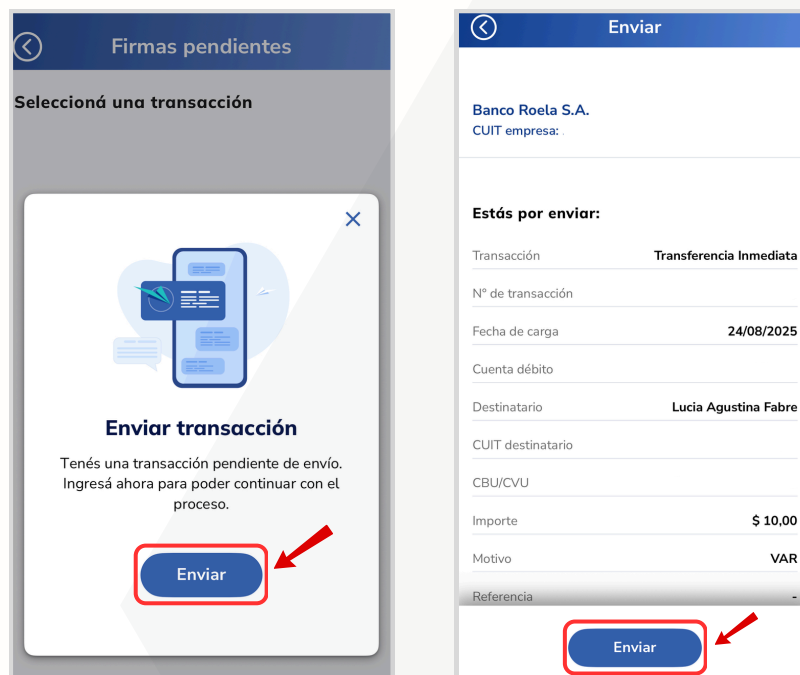 Firmas pendientes
Seleccioná una transacción
Enviar transacción
Tenés una transacción pendiente de envío.
Ingresá ahora para poder continuar con el
proceso.
Enviar
Enviar
Banco Roela S.A.
CUIT empresa:
Estás por enviar:
Transacción Transferencia Inmediata
N° de transacción
Fecha de carga 24/08/2025
Cuenta débito
Destinatario Lucia Agustina Fabre
CUIT destinatario
CBU/CVU
Importe $ 10,00
Motivo VAR
Referencia -
Enviar